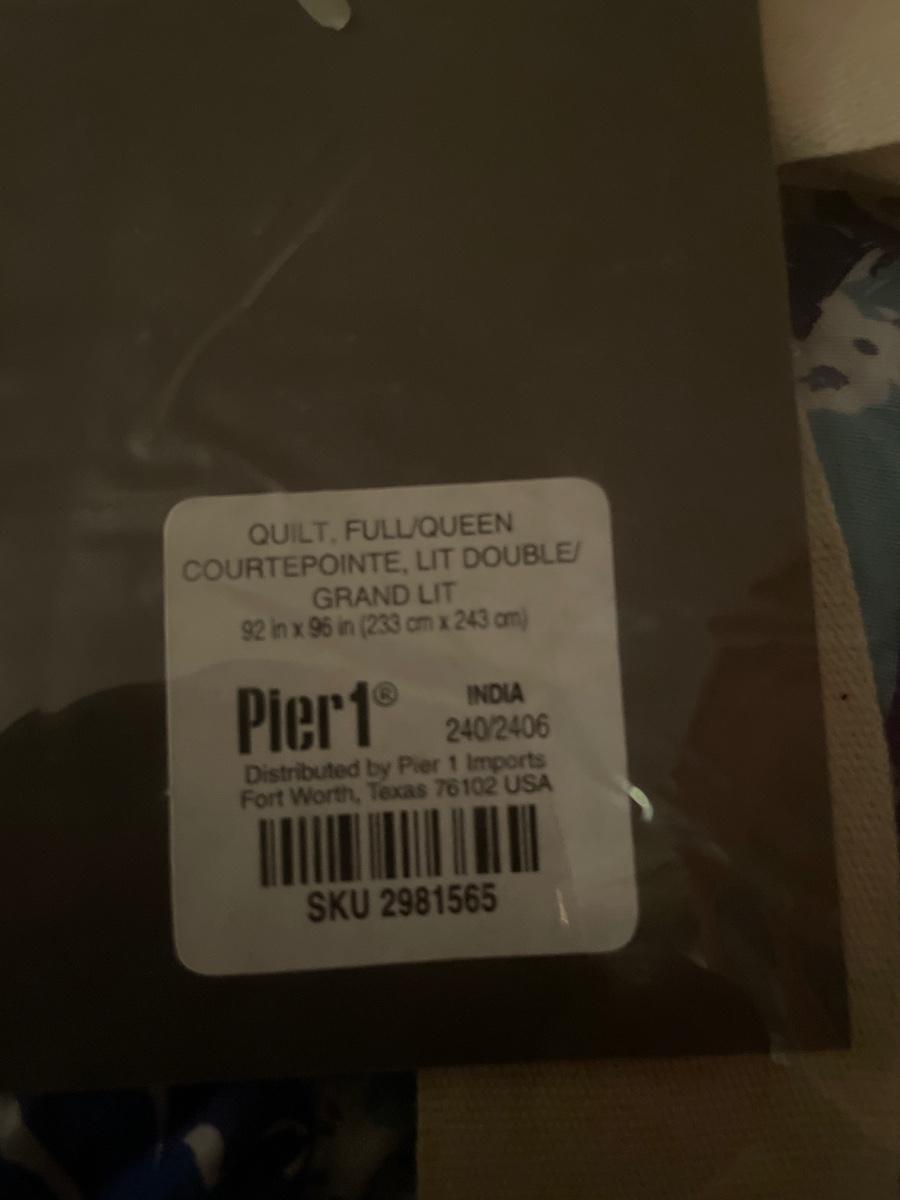 QUILT, FULL/QUEEN
COURTEPOINTE, LIT DOUBLE/
GRAND LIT
92 in x 96 in (233 cm x 243 cm)
Pier1® INDIA
240/2406
Distributed by Pier 1 Imports
Fort Worth, Texas 76102 USA
SKU 2981565